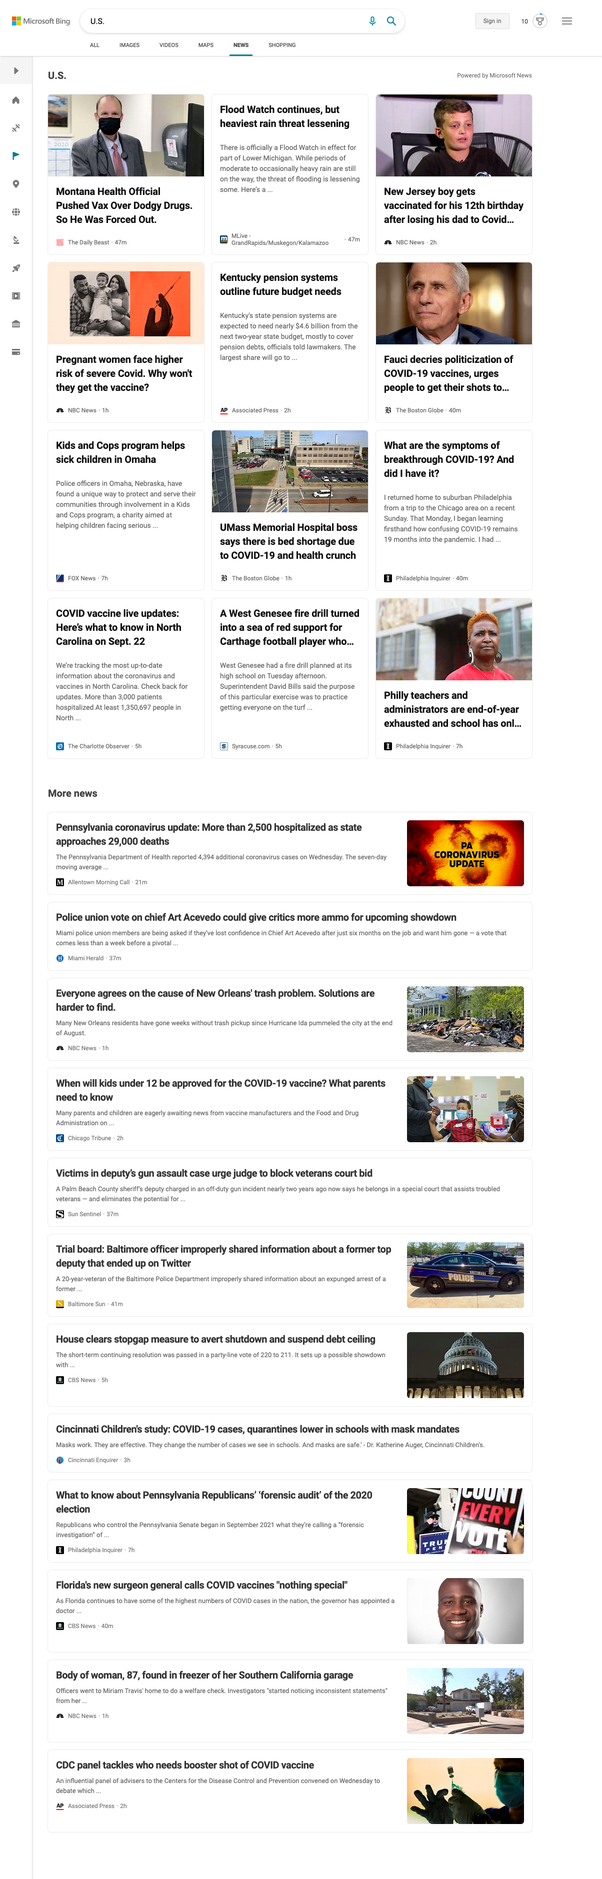 Microsoft Bing
U.S.
Sign in
10
ALL IMAGES VIDEOS MAPS NEWS SHOPPING
U.S.
Powered by Microsoft News
Montana Health Official
Pushed Vax Over Dodgy Drugs.
So He Was Forced Out.
The Daily Beast · 47m
Flood Watch continues, but
heaviest rain threat lessening
There is officially a Flood Watch in effect for
part of Lower Michigan. While periods of
moderate to occasionally heavy rain are still
on the way, the threat of flooding is lessening
some. Here's a ...
MLive -
GrandRapids/Muskegon/Kalamazoo · 47m
New Jersey boy gets
vaccinated for his 12th birthday
after losing his dad to Covid…
NBC News · 2h
Pregnant women face higher
risk of severe Covid. Why won't
they get the vaccine?
NBC News · 1h
Kentucky pension systems
outline future budget needs
Kentucky's state pension systems are
expected to need nearly $4.6 billion from the
next two-year state budget, mostly to cover
pension debts, officials told lawmakers. The
largest share will go to ...
AP Associated Press · 2h
Fauci decries politicization of
COVID-19 vaccines, urges
people to get their shots to…
The Boston Globe · 40m
Kids and Cops program helps
sick children in Omaha
Police officers in Omaha, Nebraska, have
found a unique way to protect and serve their
communities through involvement in a Kids
and Cops program, a charity aimed at
helping children facing serious ...
FOX News · 7h
UMass Memorial Hospital boss
says there is bed shortage due
to COVID-19 and health crunch
The Boston Globe · 1h
What are the symptoms of
breakthrough COVID-19? And
did I have it?
I returned home to suburban Philadelphia
from a trip to the Chicago area on a recent
Sunday. That Monday, I began learning
firsthand how confusing COVID-19 remains
19 months into the pandemic. I had ...
Philadelphia Inquirer · 40m
COVID vaccine live updates:
Here's what to know in North
Carolina on Sept. 22
We're tracking the most up-to-date
information about the coronavirus and
vaccines in North Carolina. Check back for
updates. More than 3,000 patients
hospitalized At least 1,350,697 people in
North ...
The Charlotte Observer · 5h
A West Genesee fire drill turned
into a sea of red support for
Carthage football player who…
West Genesee had a fire drill planned at its
high school on Tuesday afternoon.
Superintendent David Bills said the purpose
of this particular exercise was to practice
getting everyone on the turf ...
Syracuse.com · 5h
Philly teachers and
administrators are end-of-year
exhausted and school has onl…
Philadelphia Inquirer · 7h
More news
Pennsylvania coronavirus update: More than 2,500 hospitalized as state
approaches 29,000 deaths
The Pennsylvania Department of Health reported 4,394 additional coronavirus cases on Wednesday. The seven-day
moving average ...
Allentown Morning Call · 21m
PA
CORONAVIRUS
UPDATE
Police union vote on chief Art Acevedo could give critics more ammo for upcoming showdown
Miami police union members are being asked if they've lost confidence in Chief Art Acevedo after just six months on the job and want him gone — a vote that
comes less than a week before a pivotal ...
Miami Herald · 37m
Everyone agrees on the cause of New Orleans' trash problem. Solutions are
harder to find.
Many New Orleans residents have gone weeks without trash pickup since Hurricane Ida pummeled the city at the end
of August.
NBC News · 1h
When will kids under 12 be approved for the COVID-19 vaccine? What parents
need to know
Many parents and children are eagerly awaiting news from vaccine manufacturers and the Food and Drug
Administration on ...
Chicago Tribune · 2h
Victims in deputy's gun assault case urge judge to block veterans court bid
A Palm Beach County sheriff's deputy charged in an off-duty gun incident nearly two years ago now says he belongs in a special court that assists troubled
veterans — and eliminates the potential for ...
Sun Sentinel · 37m
Trial board: Baltimore officer improperly shared information about a former top
deputy that ended up on Twitter
A 20-year-veteran of the Baltimore Police Department improperly shared information about an expunged arrest of a
former ...
Baltimore Sun · 41m
POLICE
House clears stopgap measure to avert shutdown and suspend debt ceiling
The short-term continuing resolution was passed in a party-line vote of 220 to 211. It sets up a possible showdown
with ...
CBS News · 5h
Cincinnati Children's study: COVID-19 cases, quarantines lower in schools with mask mandates
Masks work. They are effective. They change the number of cases we see in schools. And masks are safe.' - Dr. Katherine Auger, Cincinnati Children's.
Cincinnati Enquirer · 3h
What to know about Pennsylvania Republicans' 'forensic audit' of the 2020
election
Republicans who control the Pennsylvania Senate began in September 2021 what they're calling a "forensic
investigation" of ...
Philadelphia Inquirer · 7h
COUNT
EVERY
VOTE
TRU
PEN
Florida's new surgeon general calls COVID vaccines "nothing special"
As Florida continues to have some of the highest numbers of COVID cases in the nation, the governor has appointed a
doctor ...
CBS News · 40m
Body of woman, 87, found in freezer of her Southern California garage
Officers went to Miriam Travis' home to do a welfare check. Investigators "started noticing inconsistent statements"
from her ...
NBC News · 1h
CDC panel tackles who needs booster shot of COVID vaccine
An influential panel of advisers to the Centers for the Disease Control and Prevention convened on Wednesday to
debate which ...
AP Associated Press · 2h